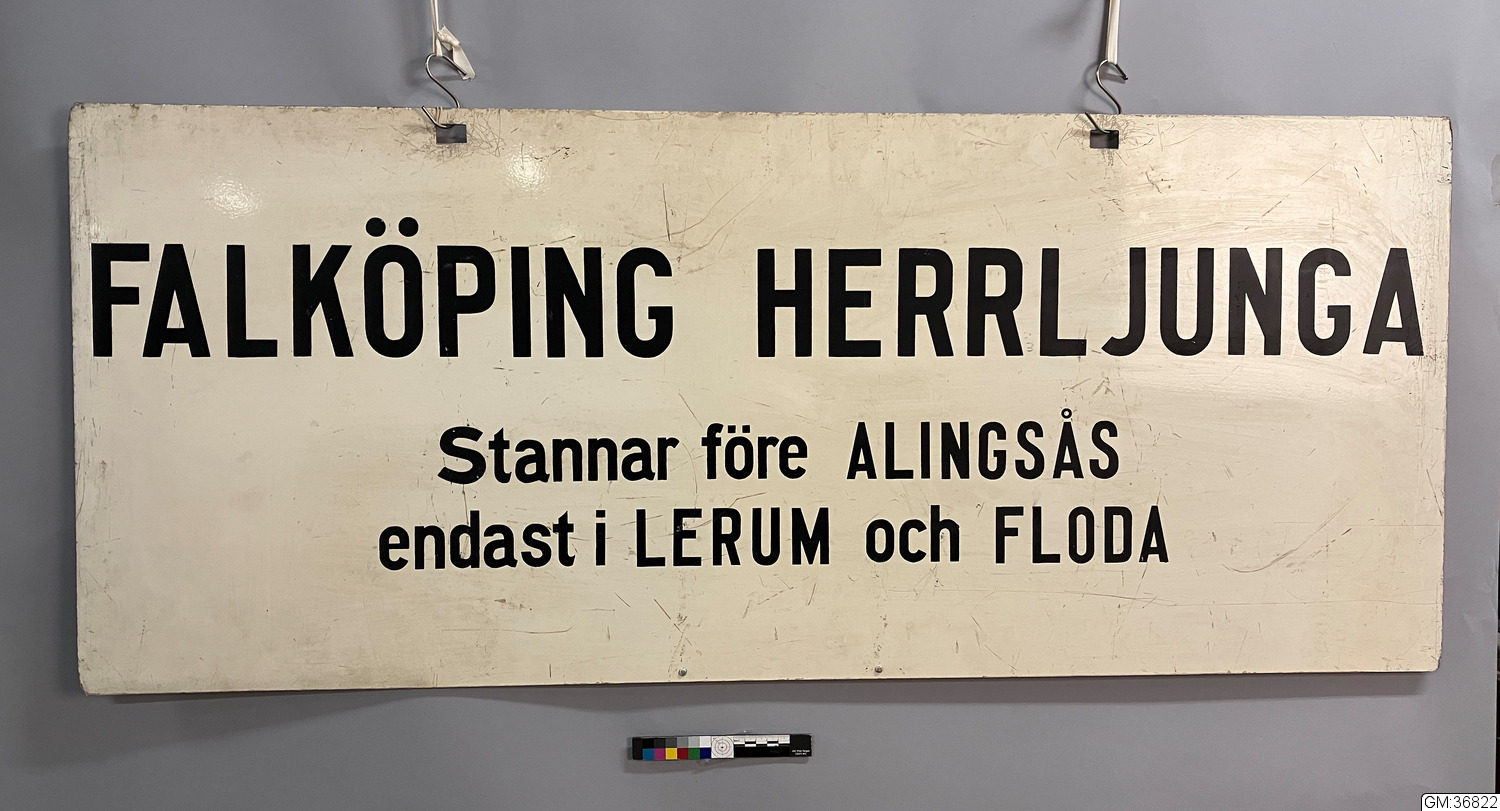 FALKÖPING HERRLJUNGA
Stannar före ALINGSÅS
endast i LERUM och FLODA
GM:36822